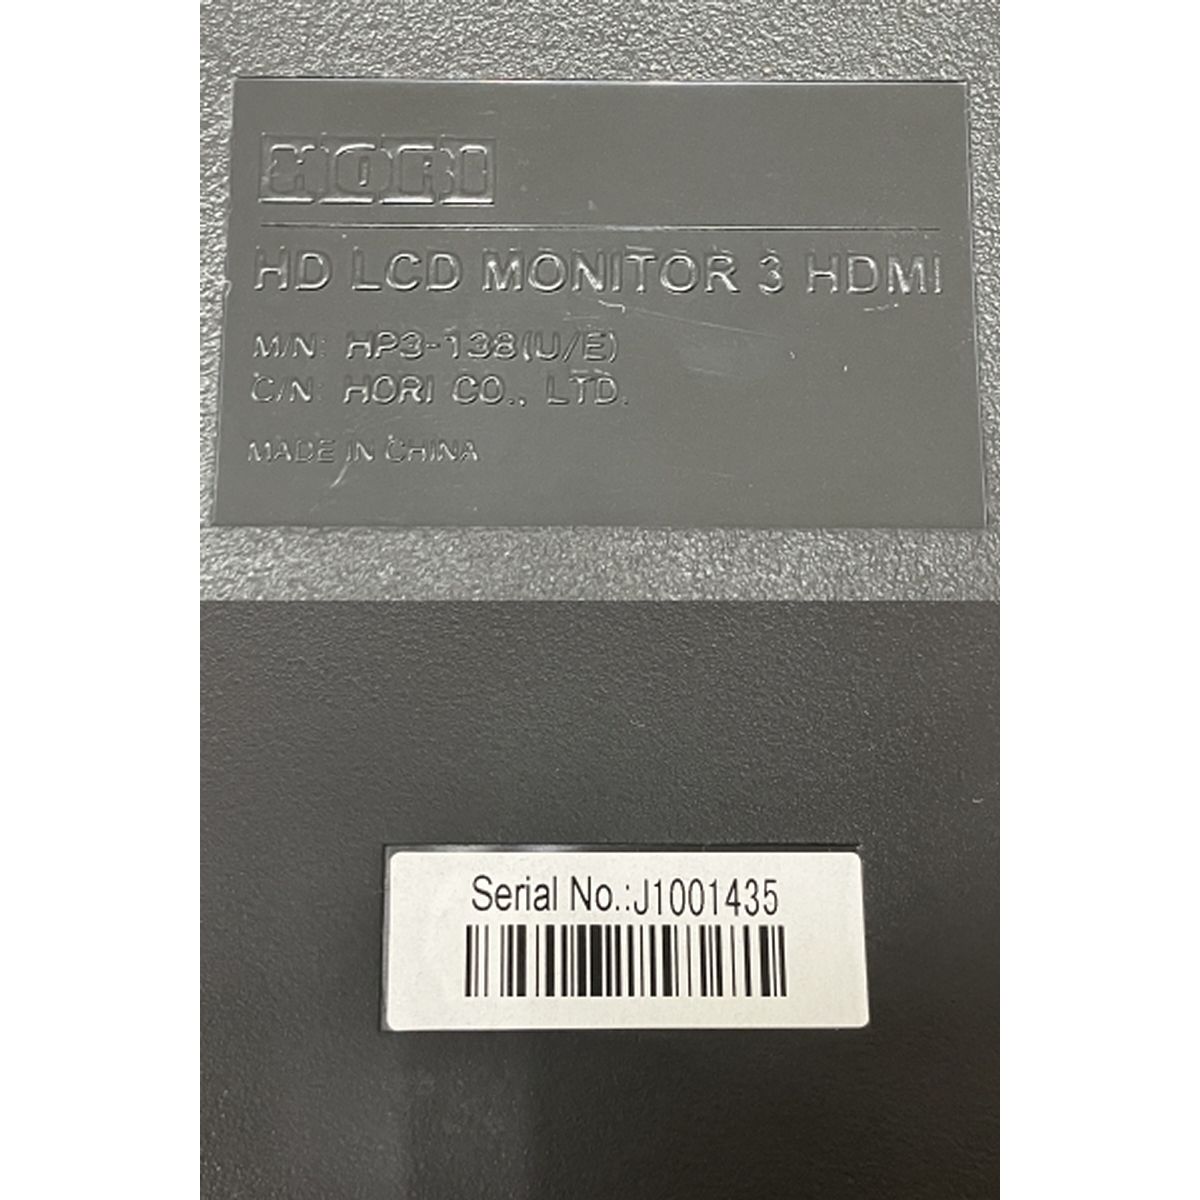 HORI
HD LCD MONITOR 3 HDMI
M/N: HP3-138(U/E)
C/N: HORI CO., LTD.
MADE IN CHINA
Serial No.:J1001435